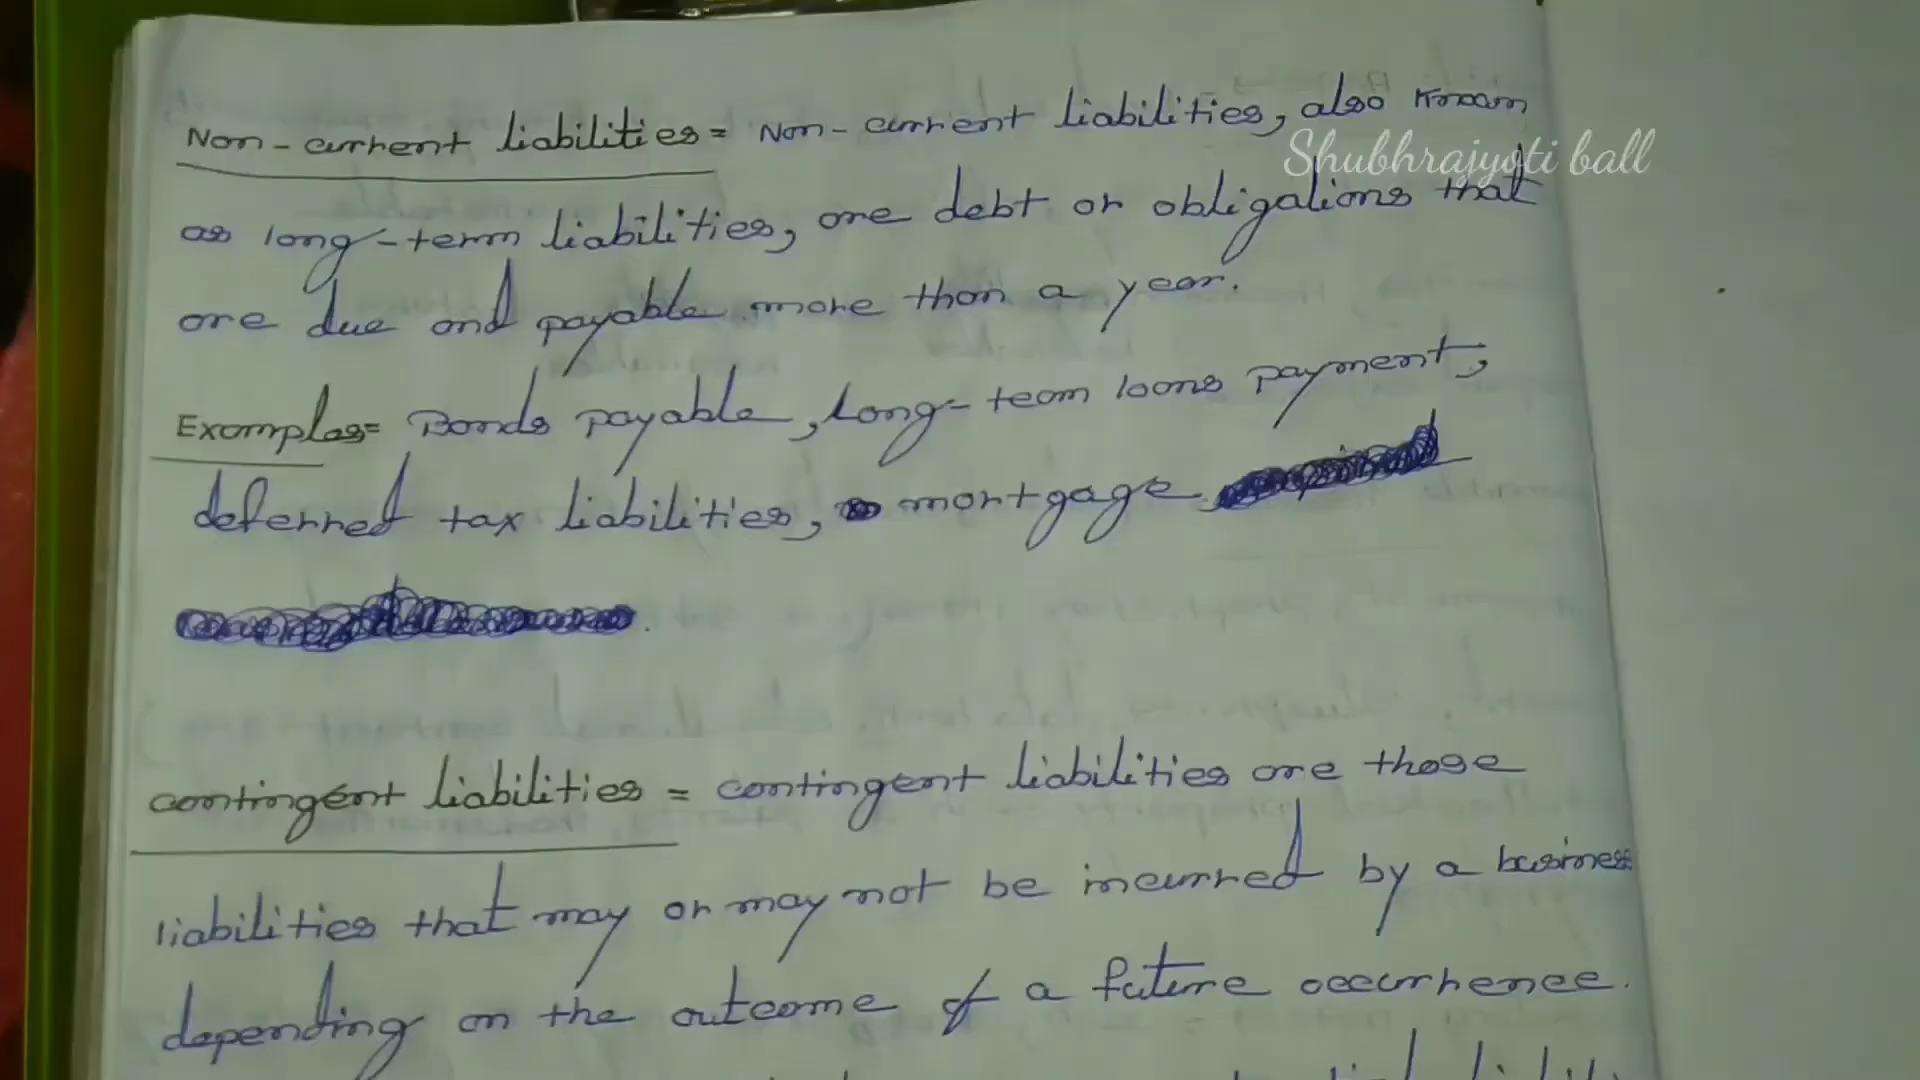 Non-current liabilities = Non-current liabilities, also known
Shubhrajyoti ball
as long-term liabilities, are debt or obligations that
are due and payable more than a year.
Examples = Bonds payable, Long-term loans payment,
deferred tax liabilities, mortgage
contingent liabilities = contingent liabilities are those
liabilities that may or may not be incurred by a business
depending on the outcome of a future occurrence.